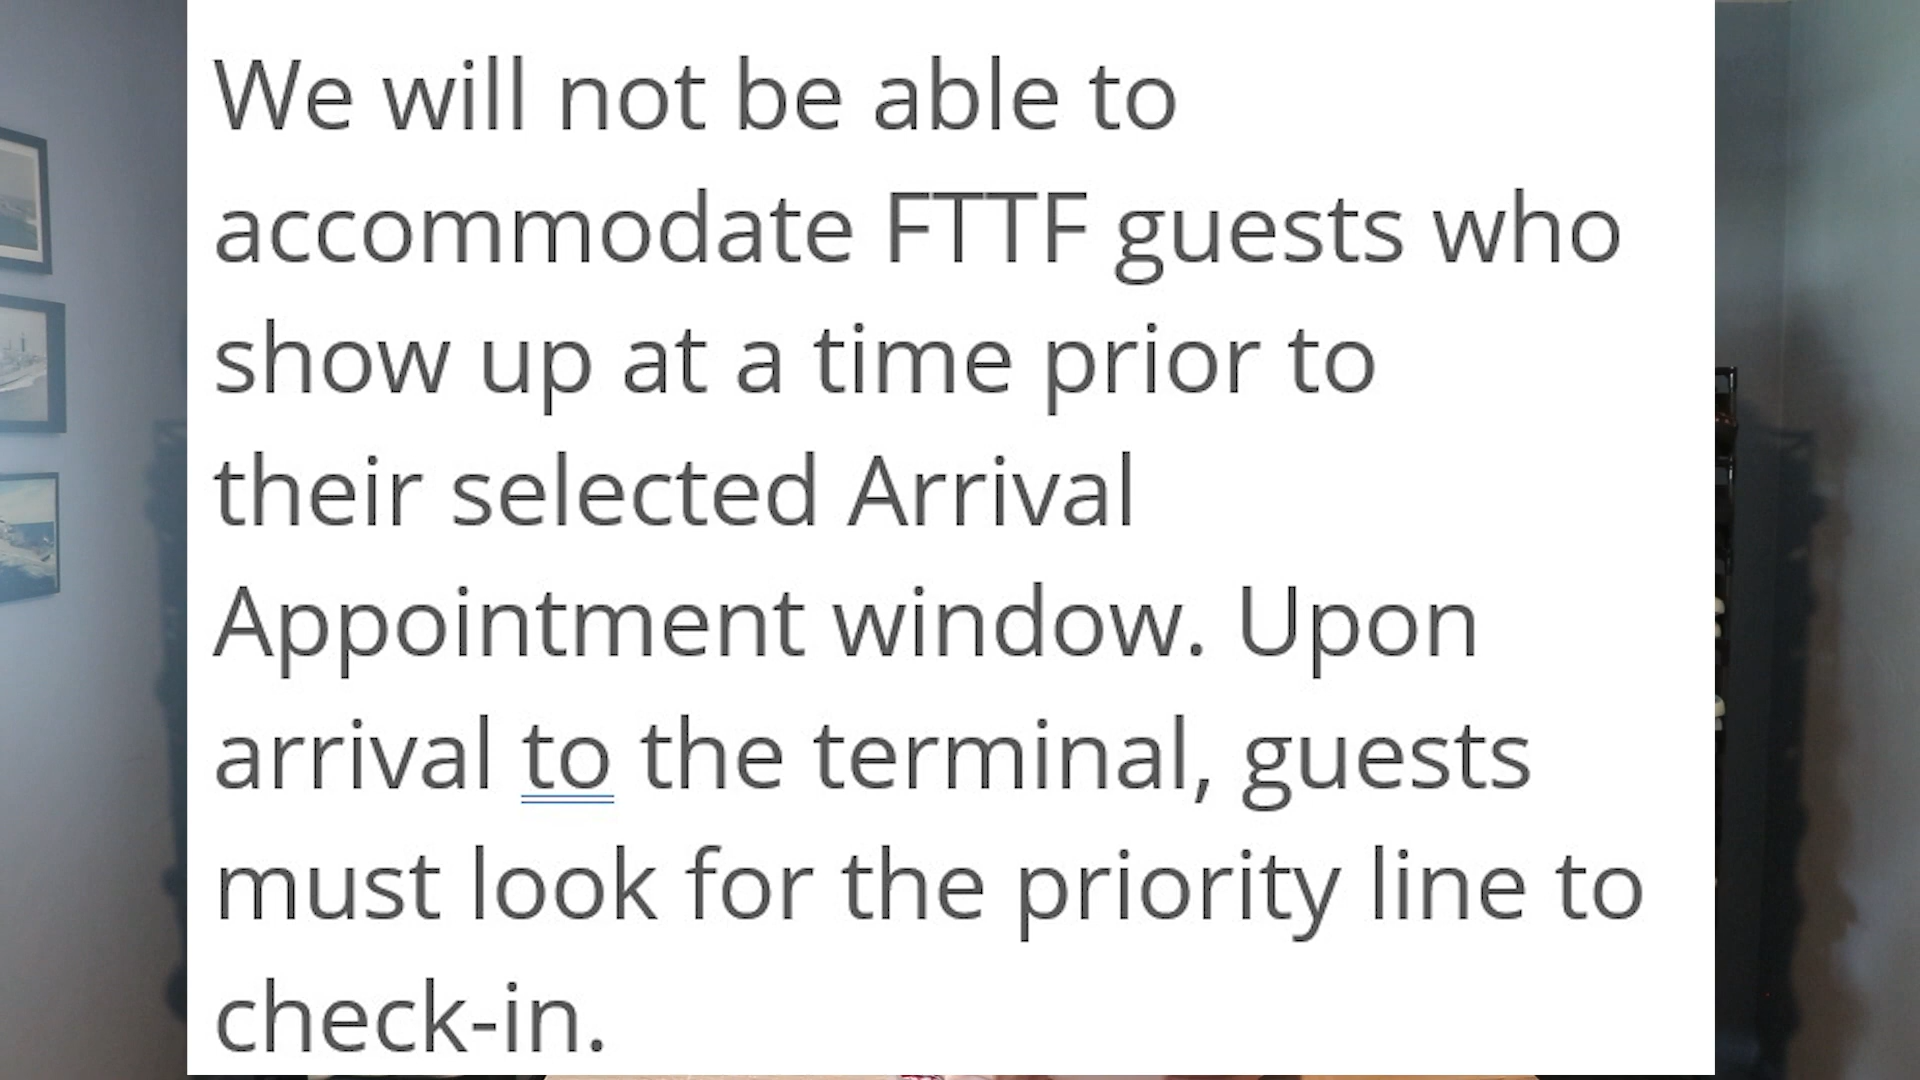 We will not be able to
accommodate FTTF guests who
show up at a time prior to
their selected Arrival
Appointment window. Upon
arrival to the terminal, guests
must look for the priority line to
check-in.